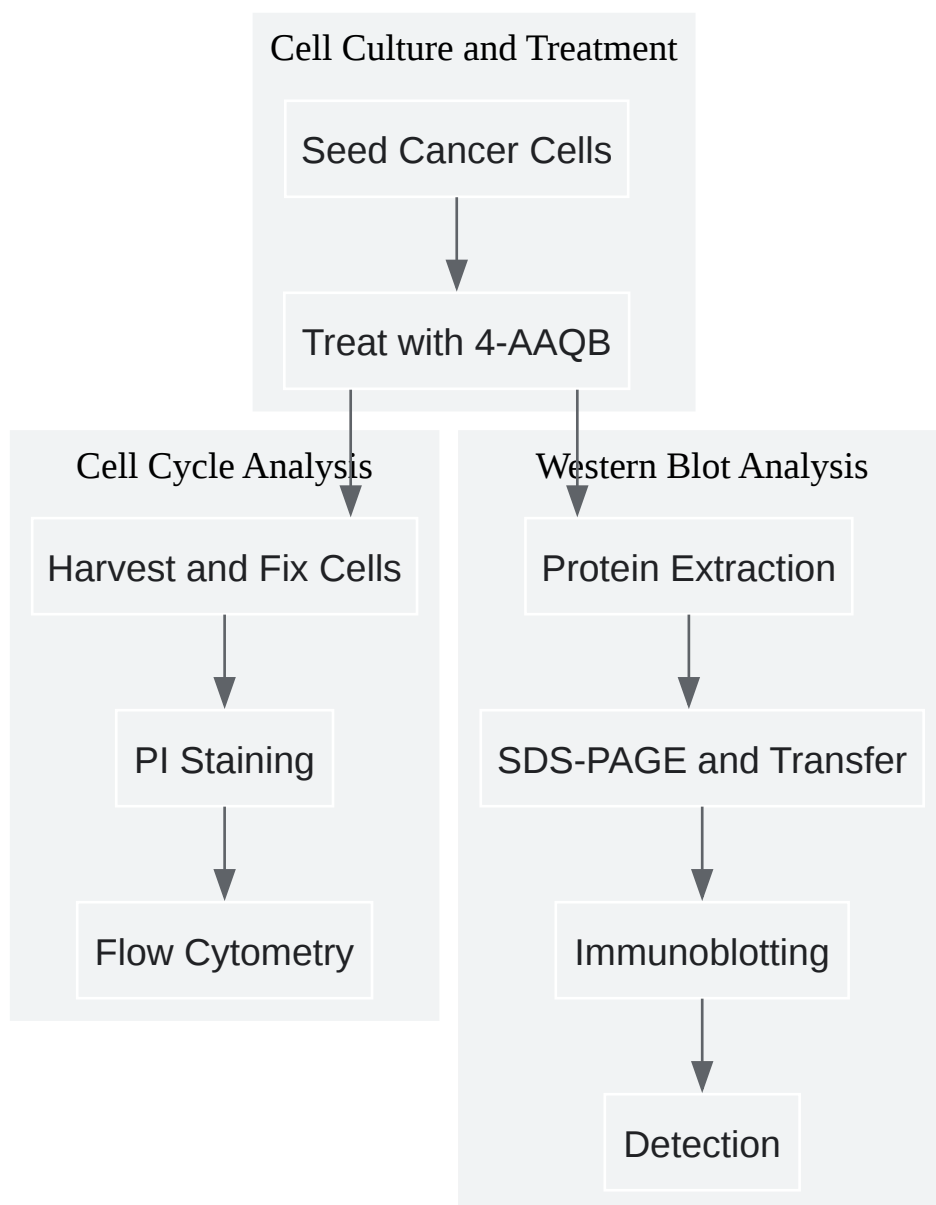 Cell Culture and Treatment
Seed Cancer Cells
Treat with 4-AAQB
Cell Cycle Analysis
Harvest and Fix Cells
PI Staining
Flow Cytometry
Western Blot Analysis
Protein Extraction
SDS-PAGE and Transfer
Immunoblotting
Detection